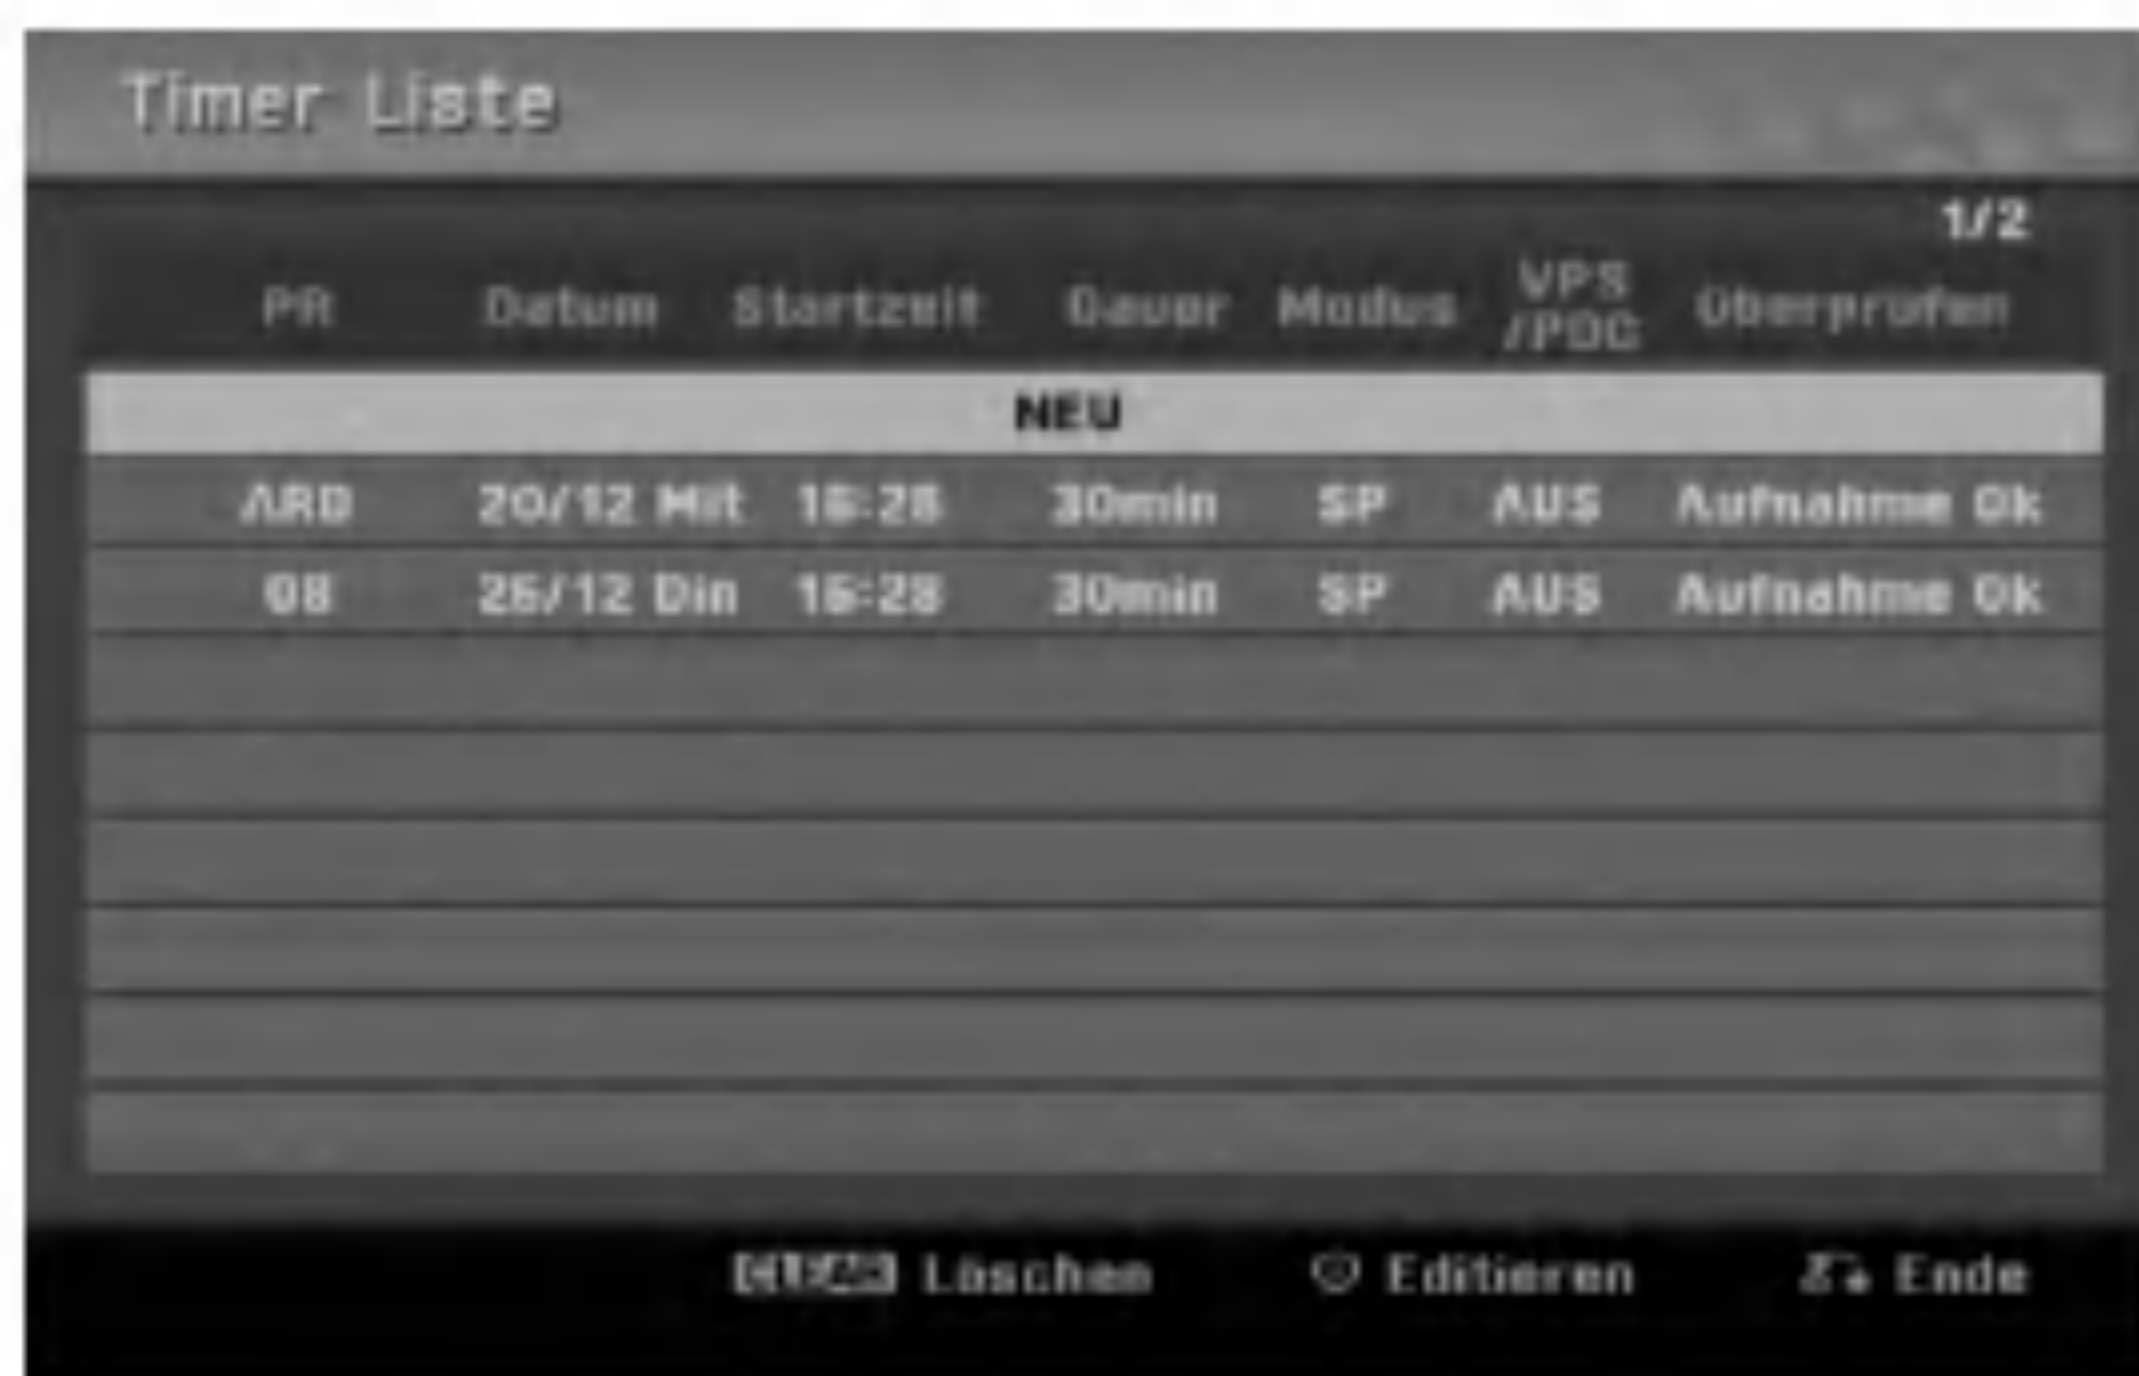 Timer Liste
1/2
PR Datum Startzeit Dauer Modus VPS /PDC Überprüfen
NEU
ARD 20/12 Mit 16:28 30min SP AUS Aufnahme Ok
08 26/12 Din 16:28 30min SP AUS Aufnahme Ok
Löschen Editieren Ende